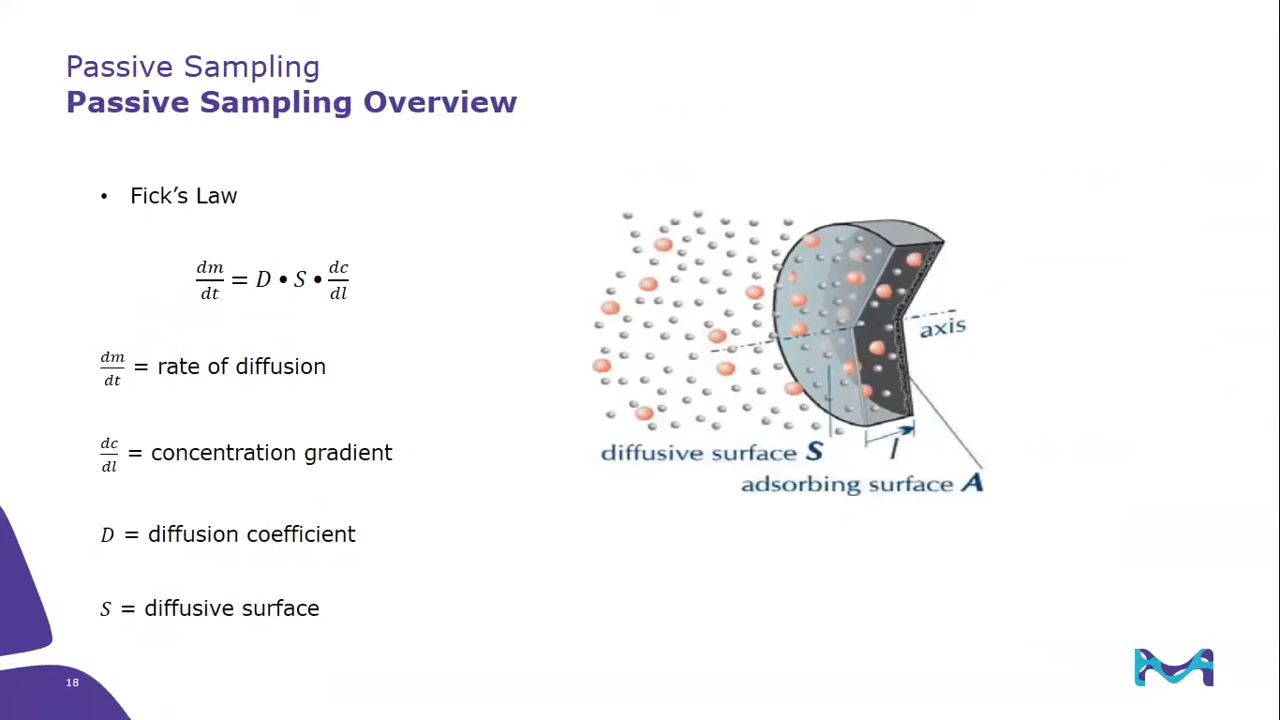 Passive Sampling
Passive Sampling Overview
• Fick’s Law
dm/dt = D • S • dc/dl
dm/dt = rate of diffusion
dc/dl = concentration gradient
D = diffusion coefficient
S = diffusive surface
axis
l
diffusive surface S
adsorbing surface A
18